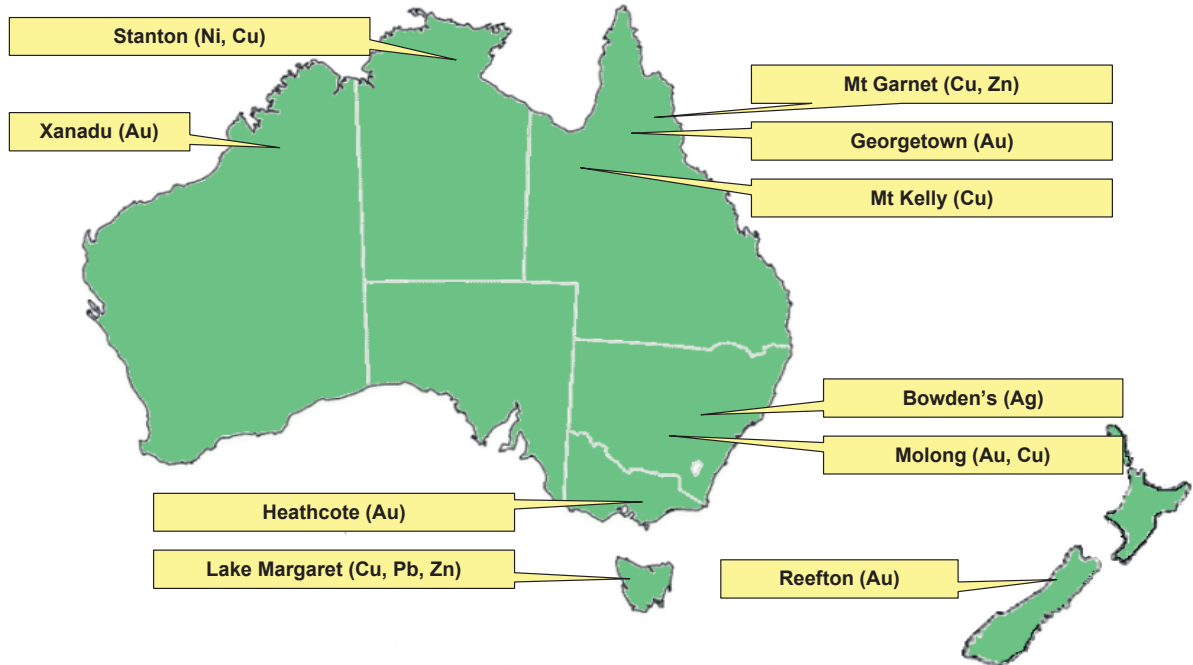 Stanton (Ni, Cu)
Mt Garnet (Cu, Zn)
Xanadu (Au)
Georgetown (Au)
Mt Kelly (Cu)
Bowden's (Ag)
Molong (Au, Cu)
Heathcote (Au)
Lake Margaret (Cu, Pb, Zn)
Reefton (Au)